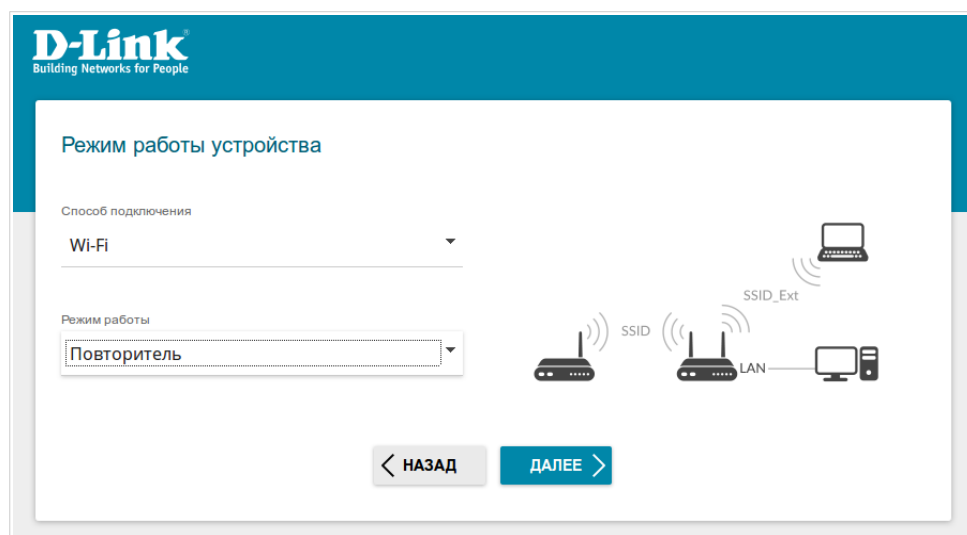 D-Link
Building Networks for People
Режим работы устройства
Способ подключения
Wi-Fi
Режим работы
Повторитель
SSID
SSID_Ext
LAN
НАЗАД
ДАЛЕЕ